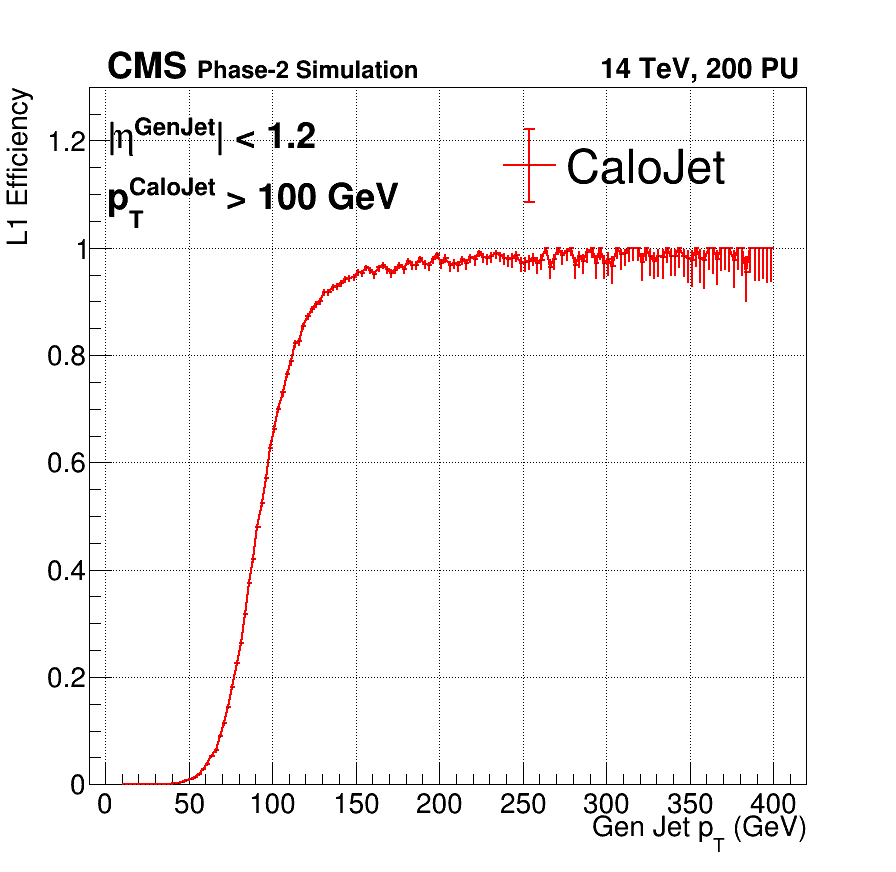 CMS Phase-2 Simulation 14 TeV, 200 PU
L1 Efficiency
|η^GenJet| < 1.2
p_T^CaloJet > 100 GeV
CaloJet
1.2
1
0.8
0.6
0.4
0.2
0
0 50 100 150 200 250 300 350 400
Gen Jet p_T (GeV)